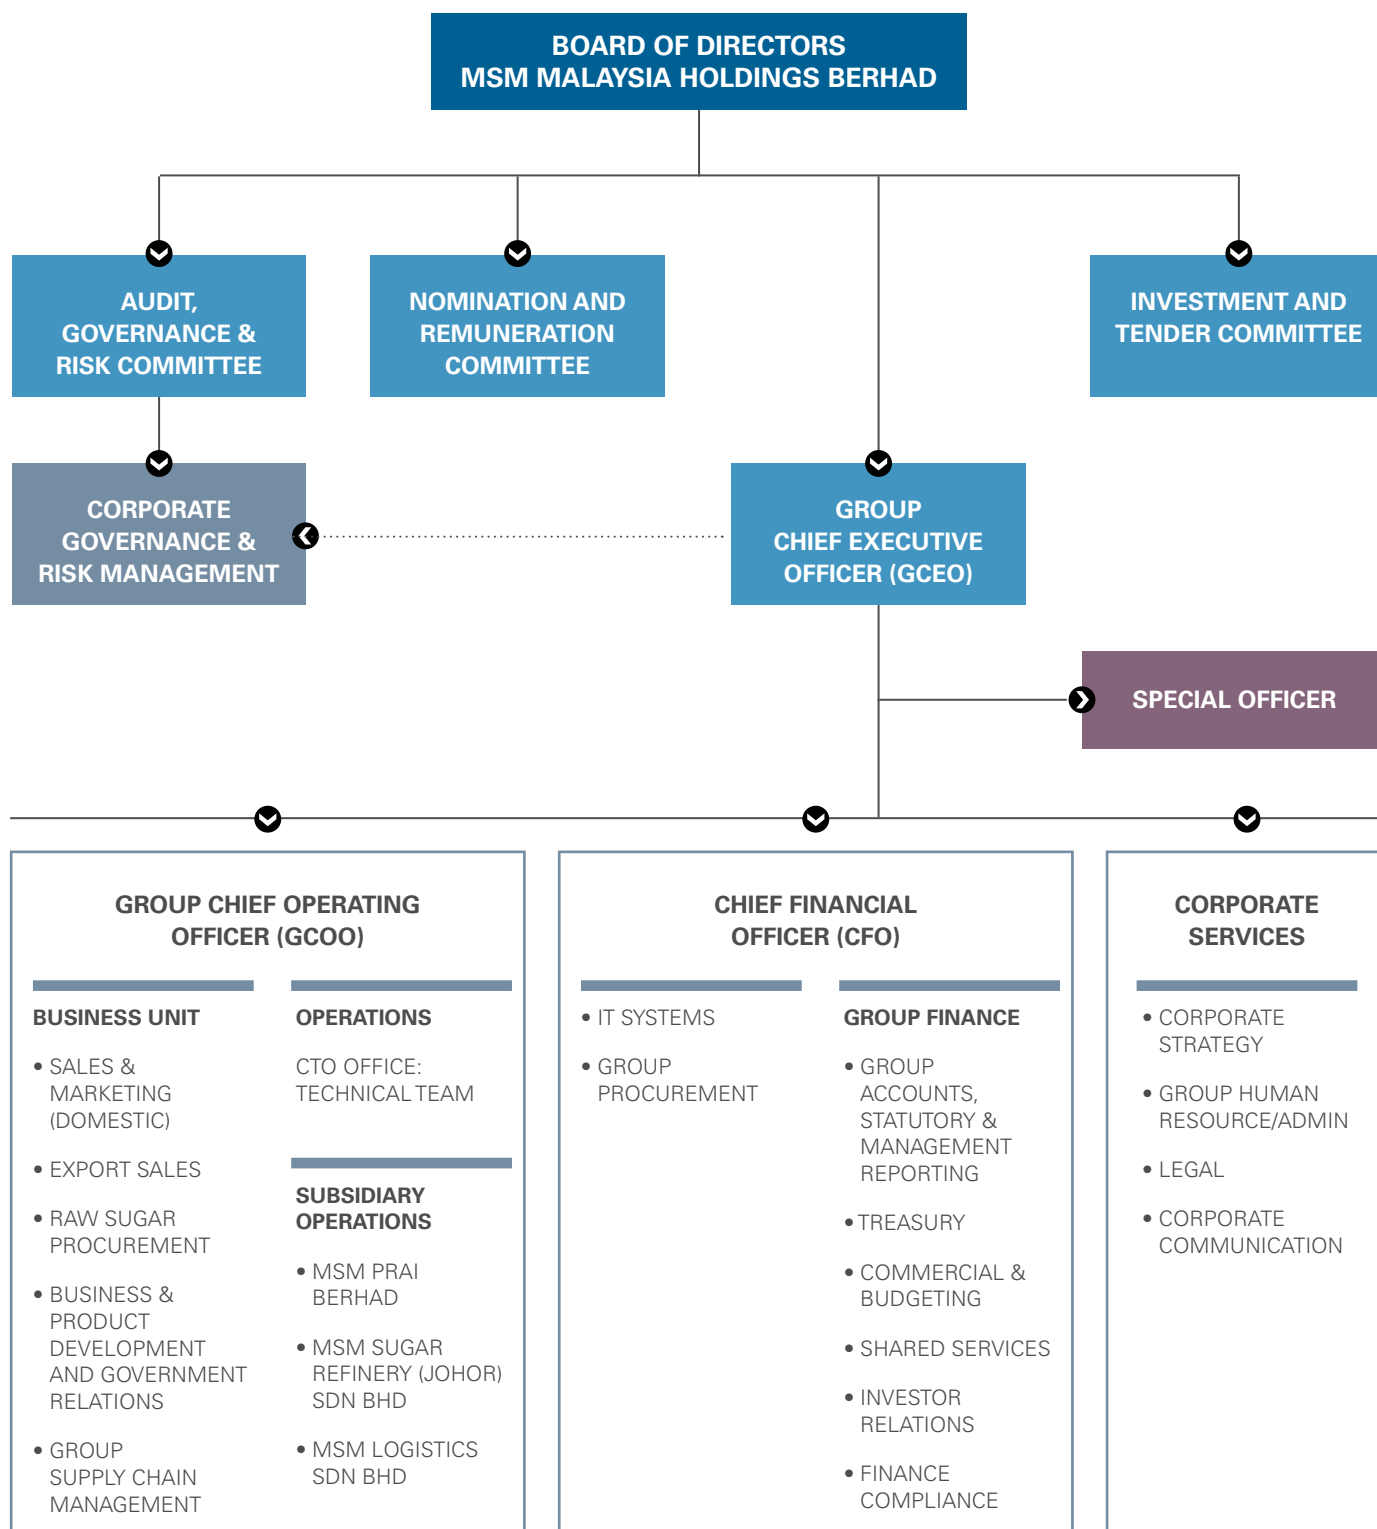 BOARD OF DIRECTORS
MSM MALAYSIA HOLDINGS BERHAD
AUDIT,
GOVERNANCE &
RISK COMMITTEE
NOMINATION AND
REMUNERATION
COMMITTEE
INVESTMENT AND
TENDER COMMITTEE
CORPORATE
GOVERNANCE &
RISK MANAGEMENT
GROUP
CHIEF EXECUTIVE
OFFICER (GCEO)
SPECIAL OFFICER
GROUP CHIEF OPERATING
OFFICER (GCOO)
BUSINESS UNIT
• SALES &
MARKETING
(DOMESTIC)
• EXPORT SALES
• RAW SUGAR
PROCUREMENT
• BUSINESS &
PRODUCT
DEVELOPMENT
AND GOVERNMENT
RELATIONS
• GROUP
SUPPLY CHAIN
MANAGEMENT
OPERATIONS
CTO OFFICE:
TECHNICAL TEAM
SUBSIDIARY
OPERATIONS
• MSM PRAI
BERHAD
• MSM SUGAR
REFINERY (JOHOR)
SDN BHD
• MSM LOGISTICS
SDN BHD
CHIEF FINANCIAL
OFFICER (CFO)
• IT SYSTEMS
• GROUP
PROCUREMENT
GROUP FINANCE
• GROUP
ACCOUNTS,
STATUTORY &
MANAGEMENT
REPORTING
• TREASURY
• COMMERCIAL &
BUDGETING
• SHARED SERVICES
• INVESTOR
RELATIONS
• FINANCE
COMPLIANCE
CORPORATE
SERVICES
• CORPORATE
STRATEGY
• GROUP HUMAN
RESOURCE/ADMIN
• LEGAL
• CORPORATE
COMMUNICATION